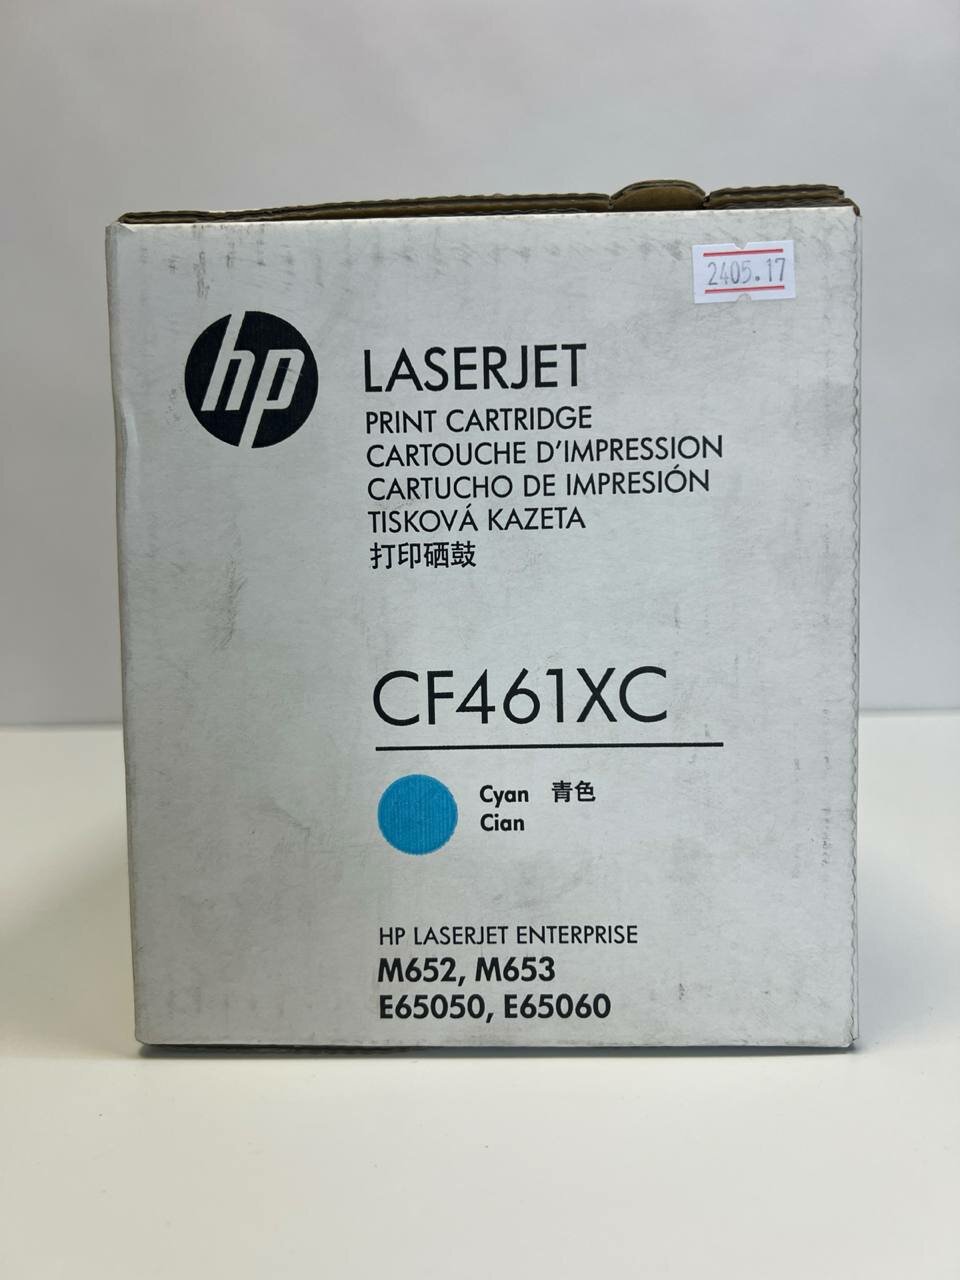 2405.17
hp
LASERJET
PRINT CARTRIDGE
CARTOUCHE D'IMPRESSION
CARTUCHO DE IMPRESIÓN
TISKOVÁ KAZETA
打印硒鼓
CF461XC
Cyan 青色
Cian
HP LASERJET ENTERPRISE
M652, M653
E65050, E65060